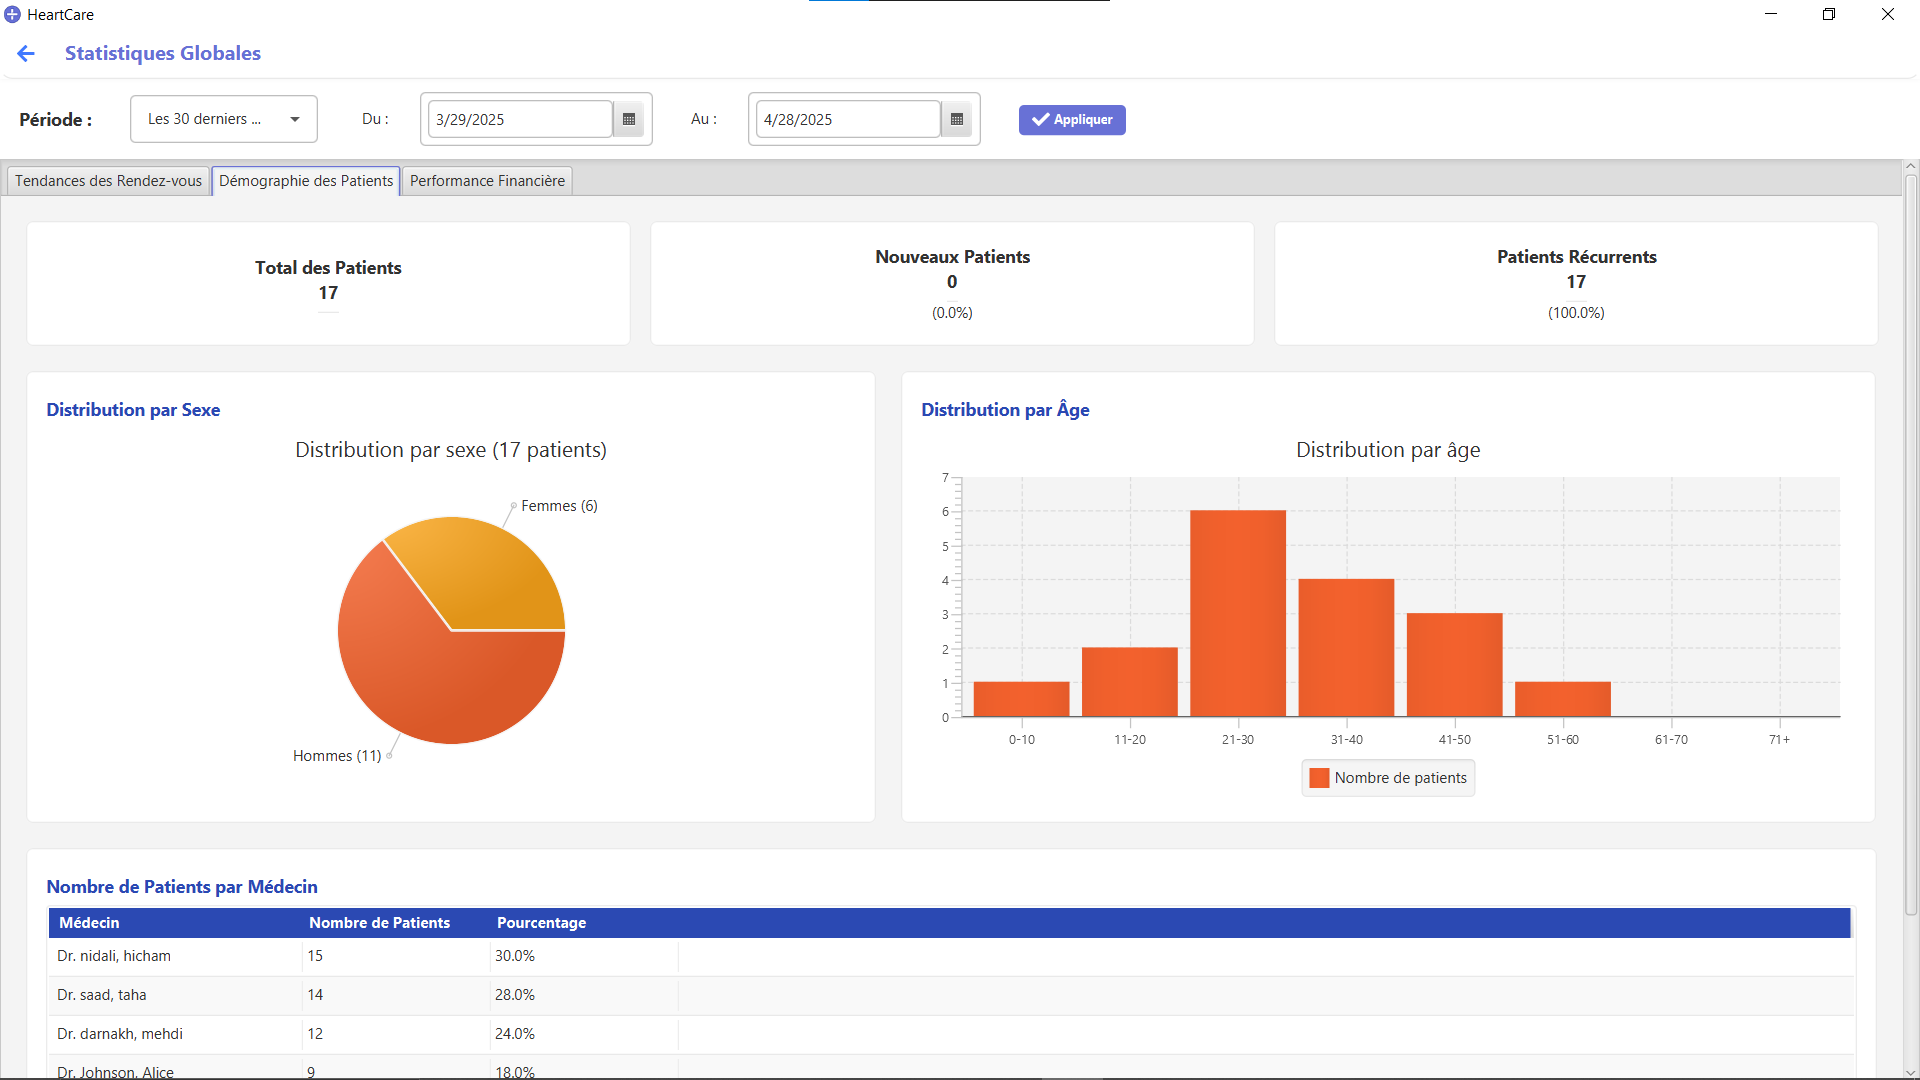 HeartCare
Statistiques Globales
Période :
Les 30 derniers ...
Du :
3/29/2025
Au :
4/28/2025
Appliquer
Tendances des Rendez-vous
Démographie des Patients
Performance Financière
Total des Patients
17
Nouveaux Patients
0
(0.0%)
Patients Récurrents
17
(100.0%)
Distribution par Sexe
Distribution par sexe (17 patients)
Femmes (6)
Hommes (11)
Distribution par Âge
Distribution par âge
7
6
5
4
3
2
1
0
0-10
11-20
21-30
31-40
41-50
51-60
61-70
71+
Nombre de patients
Nombre de Patients par Médecin
Médecin Nombre de Patients Pourcentage
Dr. nidali, hicham 15 30.0%
Dr. saad, taha 14 28.0%
Dr. darnakh, mehdi 12 24.0%
Dr. Johnson, Alice 9 18.0%